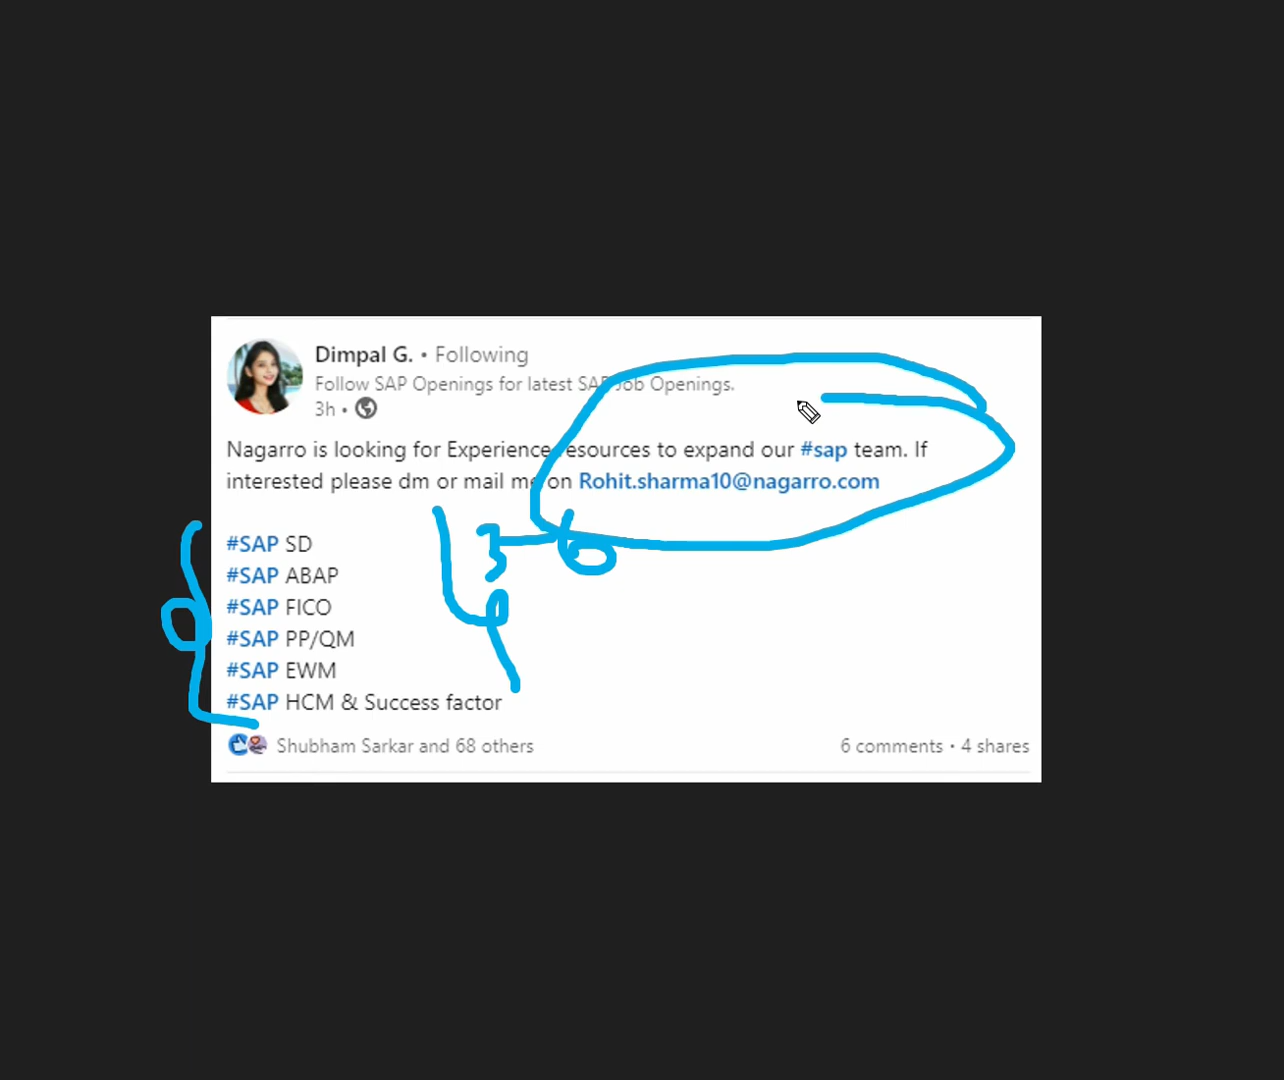 Dimpal G. • Following
Follow SAP Openings for latest SAP Job Openings.
3h •
Nagarro is looking for Experience resources to expand our #sap team. If
interested please dm or mail me on Rohit.sharma10@nagarro.com
3-6
#SAP SD
#SAP ABAP
#SAP FICO
#SAP PP/QM
#SAP EWM
#SAP HCM & Success factor
Shubham Sarkar and 68 others 6 comments • 4 shares